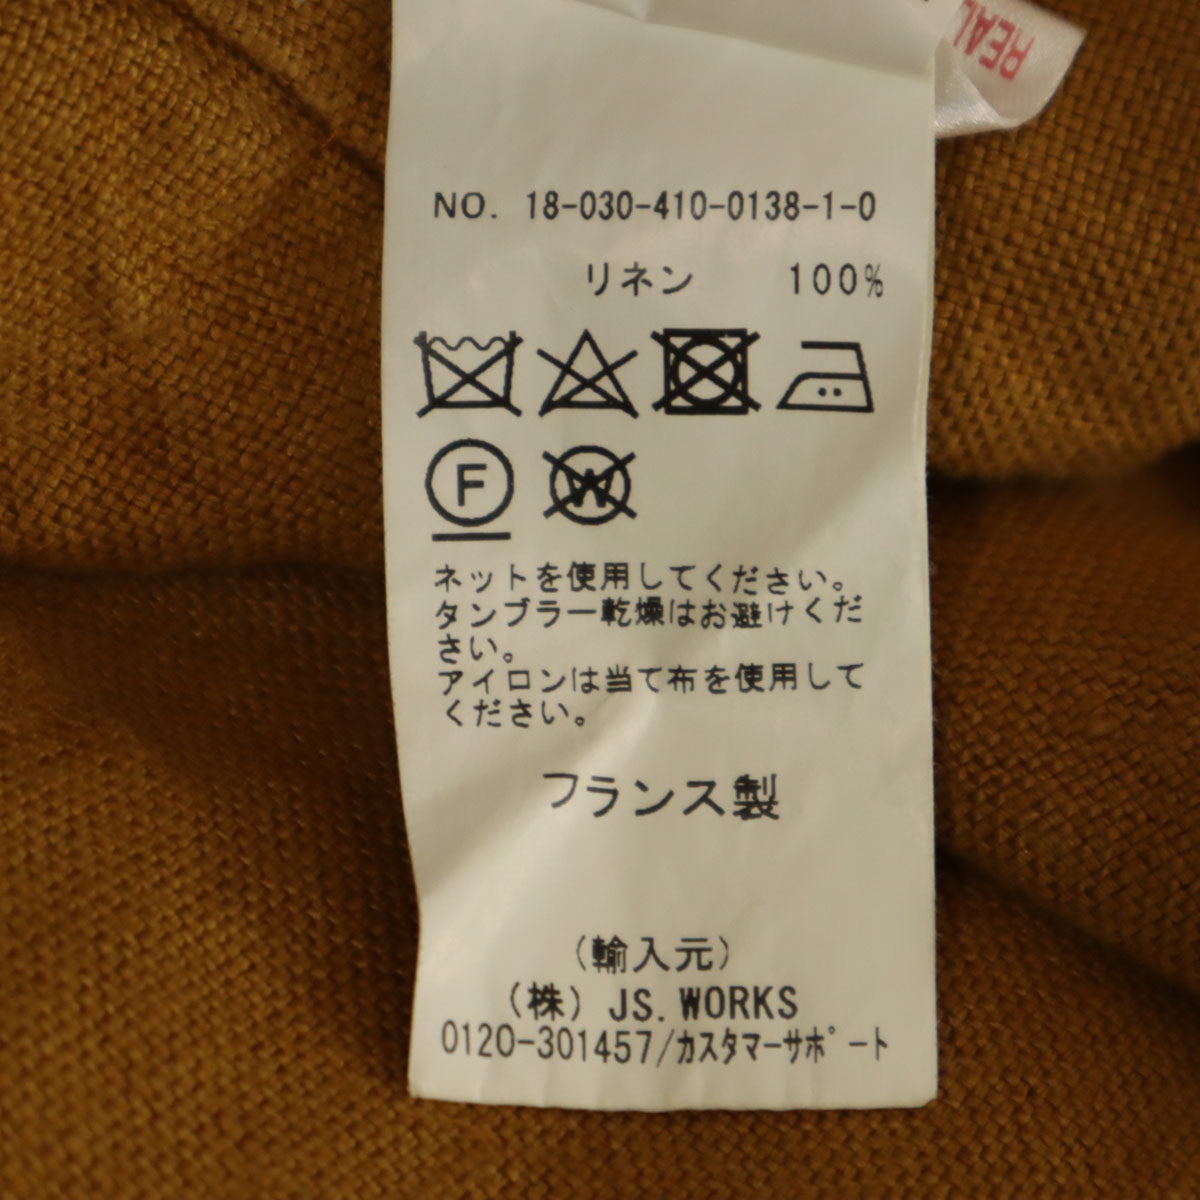 REAL
NO. 18-030-410-0138-1-0
リネン 100%
F W
ネットを使用してください。
タンブラー乾燥はお避けくだ
さい。
アイロンは当て布を使用して
ください。
フランス製
（輸入元）
（株）JS.WORKS
0120-301457/カスタマーサポート